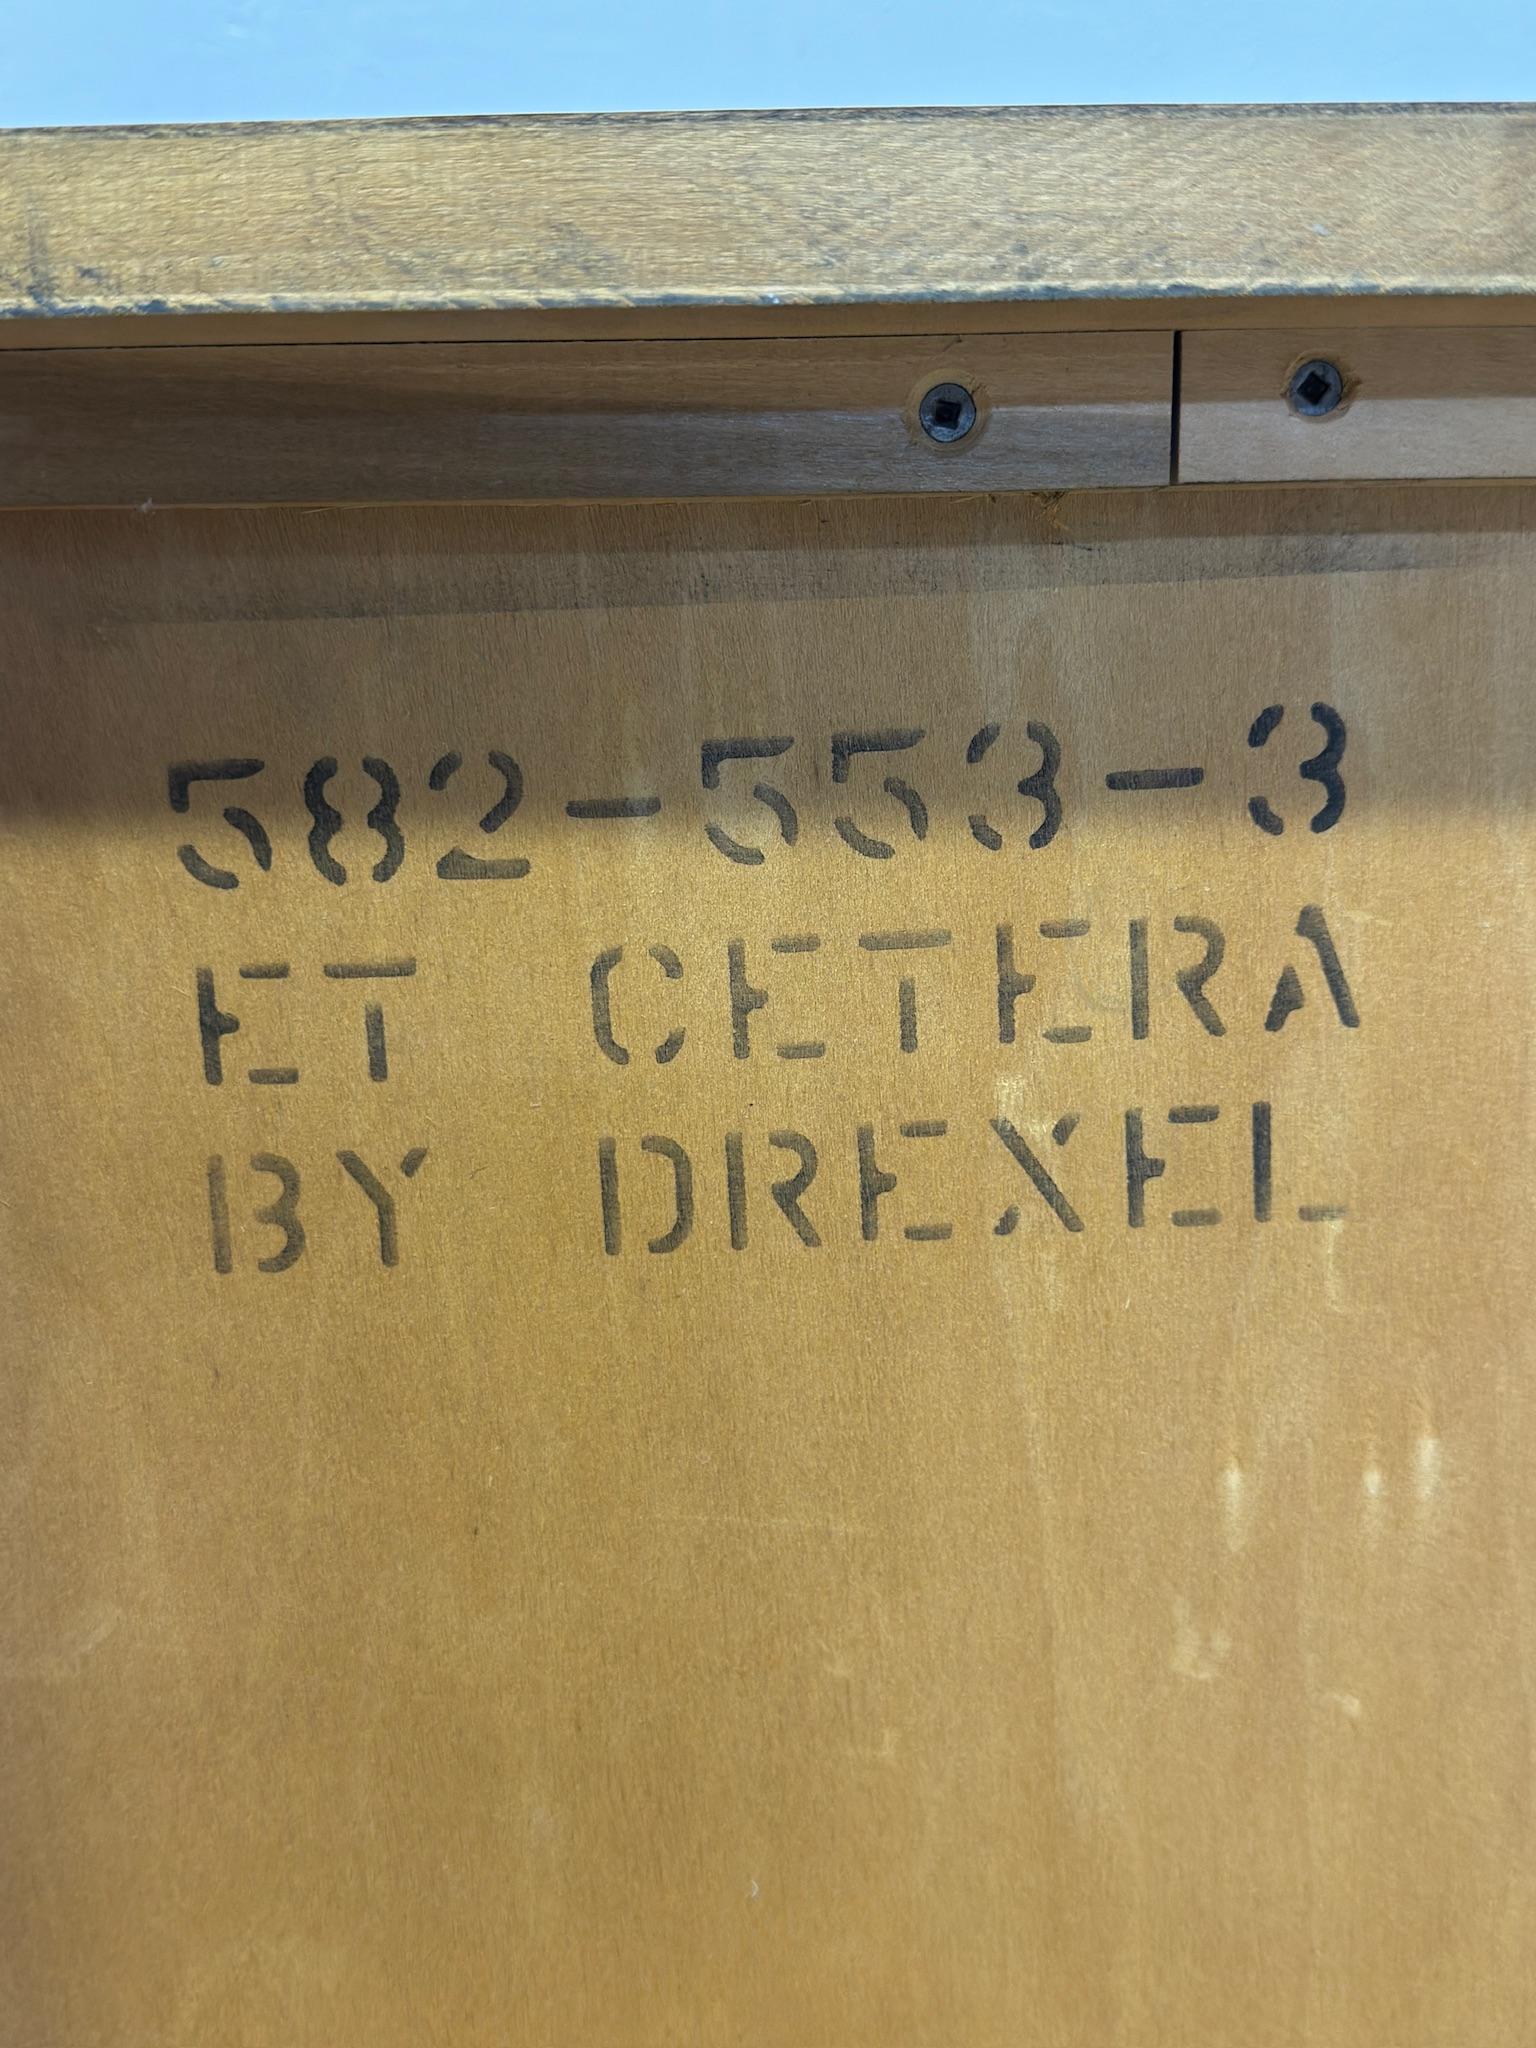 582-553-3
ET CETERA
BY DREXEL